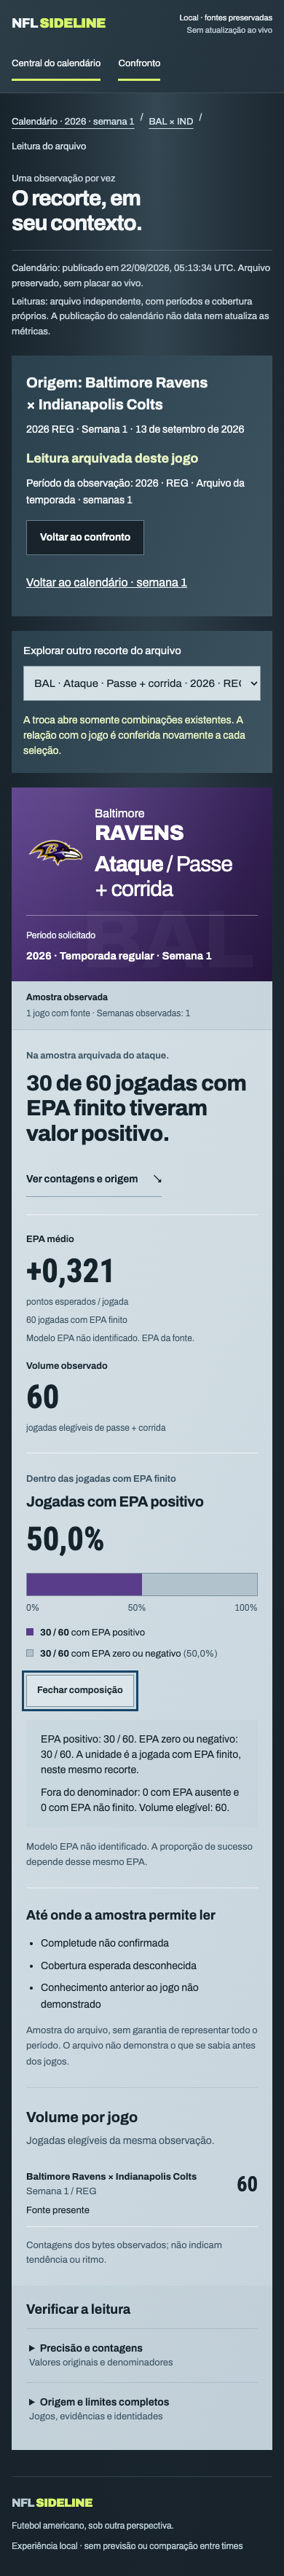 NFL SIDELINE
Local · fontes preservadas
Sem atualização ao vivo
Central do calendário
Confronto
Calendário · 2026 · semana 1 / BAL × IND /
Leitura do arquivo
Uma observação por vez
O recorte, em
seu contexto.
Calendário: publicado em 22/09/2026, 05:13:34 UTC. Arquivo
preservado, sem placar ao vivo.
Leituras: arquivo independente, com períodos e cobertura
próprios. A publicação do calendário não data nem atualiza as
métricas.
Origem: Baltimore Ravens
× Indianapolis Colts
2026 REG · Semana 1 · 13 de setembro de 2026
Leitura arquivada deste jogo
Período da observação: 2026 · REG · Arquivo da
temporada · semanas 1
Voltar ao confronto
Voltar ao calendário · semana 1
Explorar outro recorte do arquivo
BAL · Ataque · Passe + corrida · 2026 · REG
A troca abre somente combinações existentes. A
relação com o jogo é conferida novamente a cada
seleção.
Baltimore
RAVENS
Ataque / Passe
+ corrida
BAL
Período solicitado
2026 · Temporada regular · Semana 1
Amostra observada
1 jogo com fonte · Semanas observadas: 1
Na amostra arquivada do ataque.
30 de 60 jogadas com
EPA finito tiveram
valor positivo.
Ver contagens e origem ↘
EPA médio
+0,321
pontos esperados / jogada
60 jogadas com EPA finito
Modelo EPA não identificado. EPA da fonte.
Volume observado
60
jogadas elegíveis de passe + corrida
Dentro das jogadas com EPA finito
Jogadas com EPA positivo
50,0%
0% 50% 100%
30 / 60 com EPA positivo
30 / 60 com EPA zero ou negativo (50,0%)
Fechar composição
EPA positivo: 30 / 60. EPA zero ou negativo:
30 / 60. A unidade é a jogada com EPA finito,
neste mesmo recorte.
Fora do denominador: 0 com EPA ausente e
0 com EPA não finito. Volume elegível: 60.
Modelo EPA não identificado. A proporção de sucesso
depende desse mesmo EPA.
Até onde a amostra permite ler
• Completude não confirmada
• Cobertura esperada desconhecida
• Conhecimento anterior ao jogo não
demonstrado
Amostra do arquivo, sem garantia de representar todo o
período. O arquivo não demonstra o que se sabia antes
dos jogos.
Volume por jogo
Jogadas elegíveis da mesma observação.
Baltimore Ravens × Indianapolis Colts
60
Semana 1 / REG
Fonte presente
Contagens dos bytes observados; não indicam
tendência ou ritmo.
Verificar a leitura
▶ Precisão e contagens
Valores originais e denominadores
▶ Origem e limites completos
Jogos, evidências e identidades
NFL SIDELINE
Futebol americano, sob outra perspectiva.
Experiência local · sem previsão ou comparação entre times